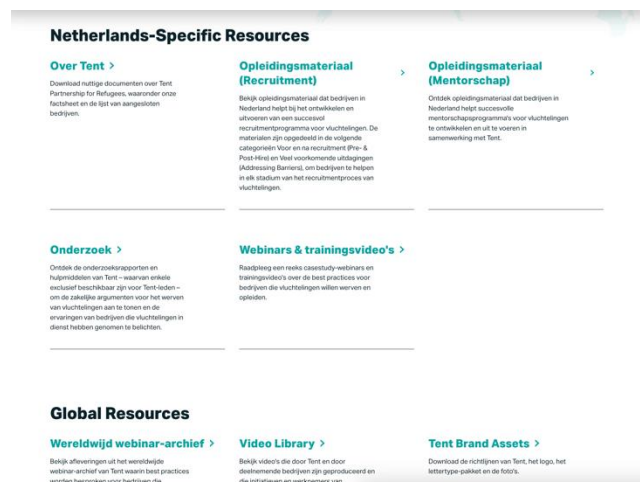 Netherlands-Specific Resources
Over Tent >
Download nuttige documenten over Tent
Partnership for Refugees, waaronder onze
factsheet en de lijst van aangesloten
bedrijven.
Opleidingsmateriaal
(Recruitment) >
Bekijk opleidingsmateriaal dat bedrijven in
Nederland helpt bij het ontwikkelen en
uitvoeren van een succesvol
recruitmentprogramma voor vluchtelingen. De
materialen zijn opgedeeld in de volgende
categorieën Voor en na recruitment (Pre- &
Post-Hire) en Veel voorkomende uitdagingen
(Addressing Barriers), om bedrijven te helpen
in elk stadium van het recruitmentproces van
vluchtelingen.
Opleidingsmateriaal
(Mentorschap) >
Ontdek opleidingsmateriaal dat bedrijven in
Nederland helpt succesvolle
mentorschapsprogramma's voor vluchtelingen
te ontwikkelen en uit te voeren in
samenwerking met Tent.
Onderzoek >
Ontdek de onderzoeksrapporten en
hulpmiddelen van Tent – waarvan enkele
exclusief beschikbaar zijn voor Tent-leden –
om de zakelijke argumenten voor het werven
van vluchtelingen aan te tonen en de
ervaringen van bedrijven die vluchtelingen in
dienst hebben genomen te belichten.
Webinars & trainingsvideo's >
Raadpleeg een reeks casestudy-webinars en
trainingsvideo's over de best practices voor
bedrijven die vluchtelingen willen werven en
opleiden.
Global Resources
Wereldwijd webinar-archief >
Bekijk afleveringen uit het wereldwijde
webinar-archief van Tent waarin best practices
worden besproken voor bedrijven die
Video Library >
Bekijk video's die door Tent en door
deelnemende bedrijven zijn geproduceerd en
die initiatieven en werknemers van
Tent Brand Assets >
Download de richtlijnen van Tent, het logo, het
lettertype-pakket en de foto's.